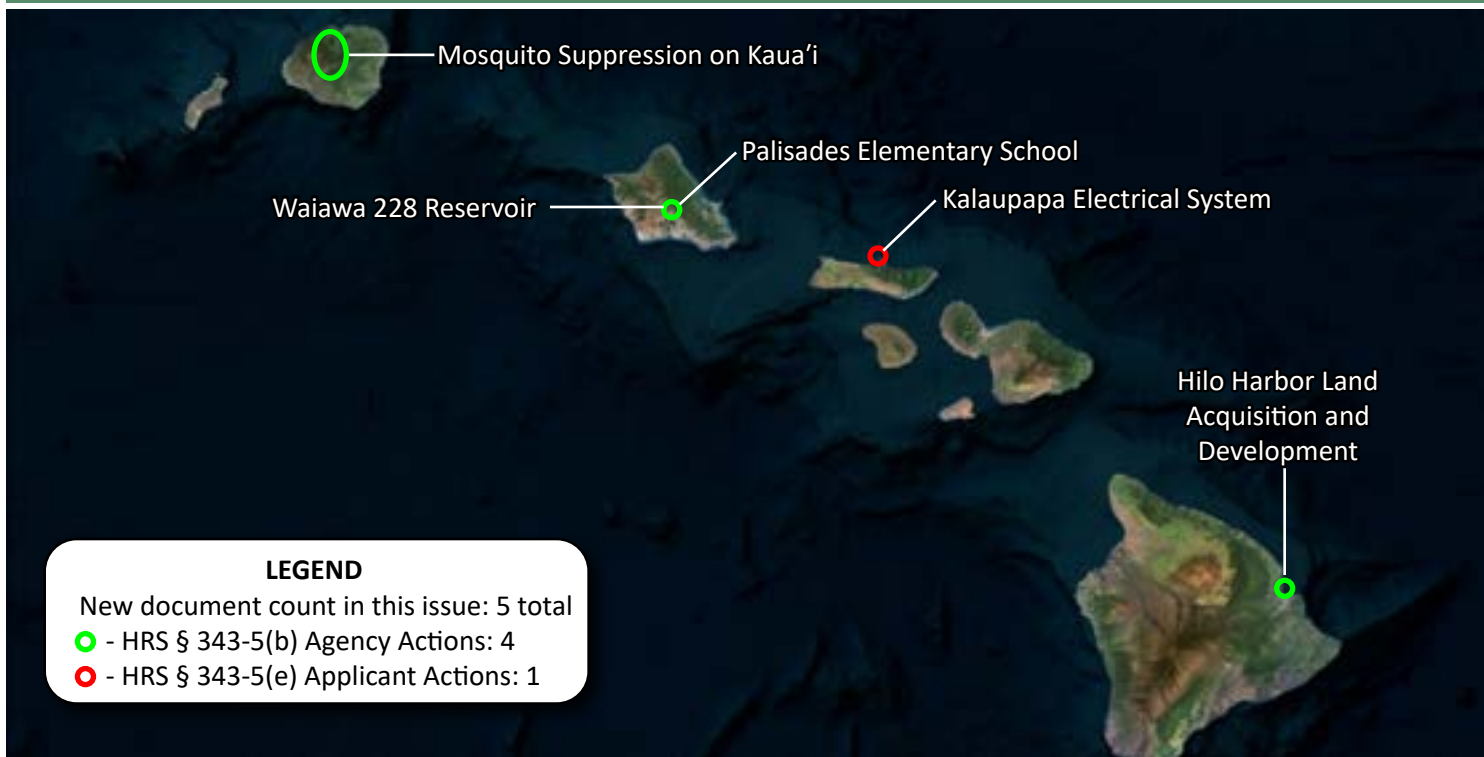 Mosquito Suppression on Kaua’i
Palisades Elementary School
Waiawa 228 Reservoir
Kalaupapa Electrical System
Hilo Harbor Land
Acquisition and
Development
LEGEND
New document count in this issue: 5 total
- HRS § 343-5(b) Agency Actions: 4
- HRS § 343-5(e) Applicant Actions: 1